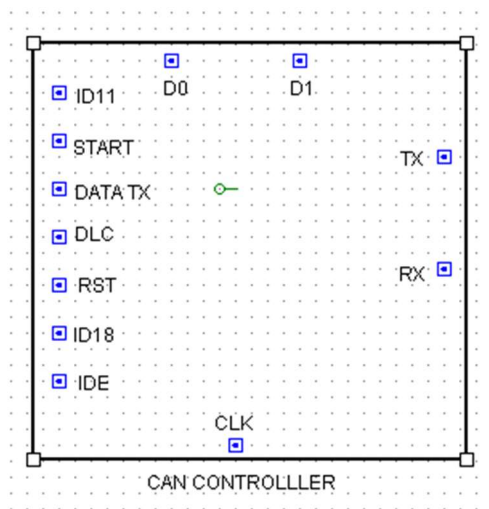 D0
D1
ID11
START
TX
DATA TX
DLC
RX
RST
ID18
IDE
CLK
CAN CONTROLLLER